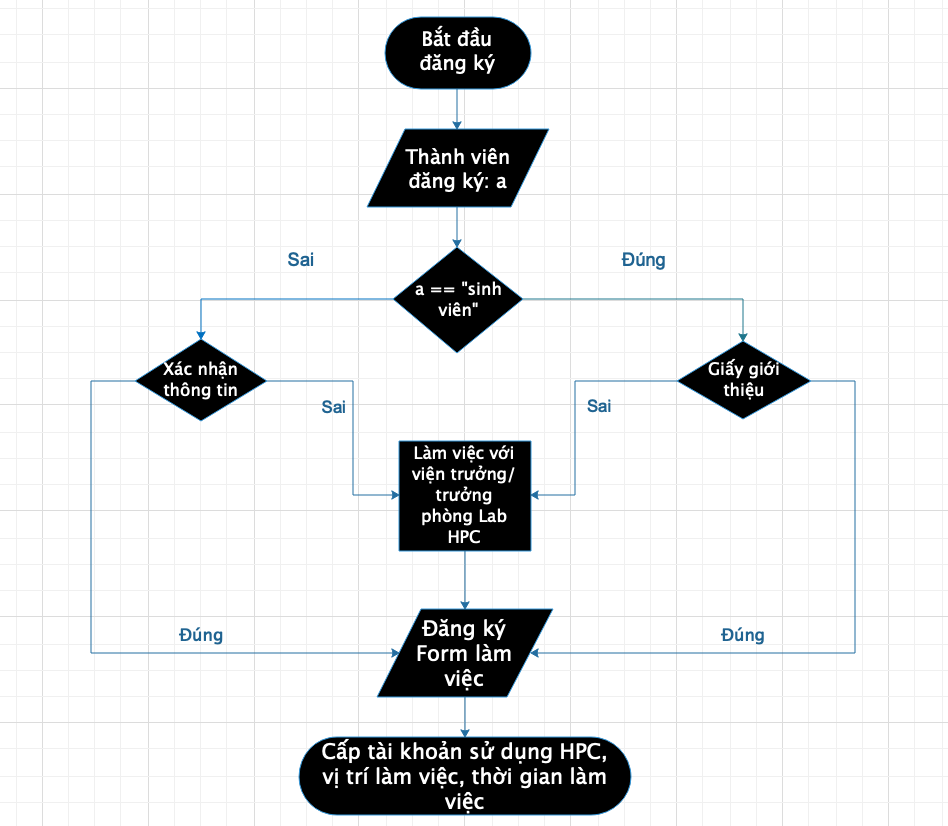 Bắt đầu
đăng ký
Thành viên
đăng ký: a
Sai
Đúng
a == "sinh
viên"
Xác nhận
thông tin
Giấy giới
thiệu
Sai
Sai
Làm việc với
viện trưởng/
trưởng
phòng Lab
HPC
Đăng ký
Form làm
việc
Đúng
Đúng
Cấp tài khoản sử dụng HPC,
vị trí làm việc, thời gian làm
việc